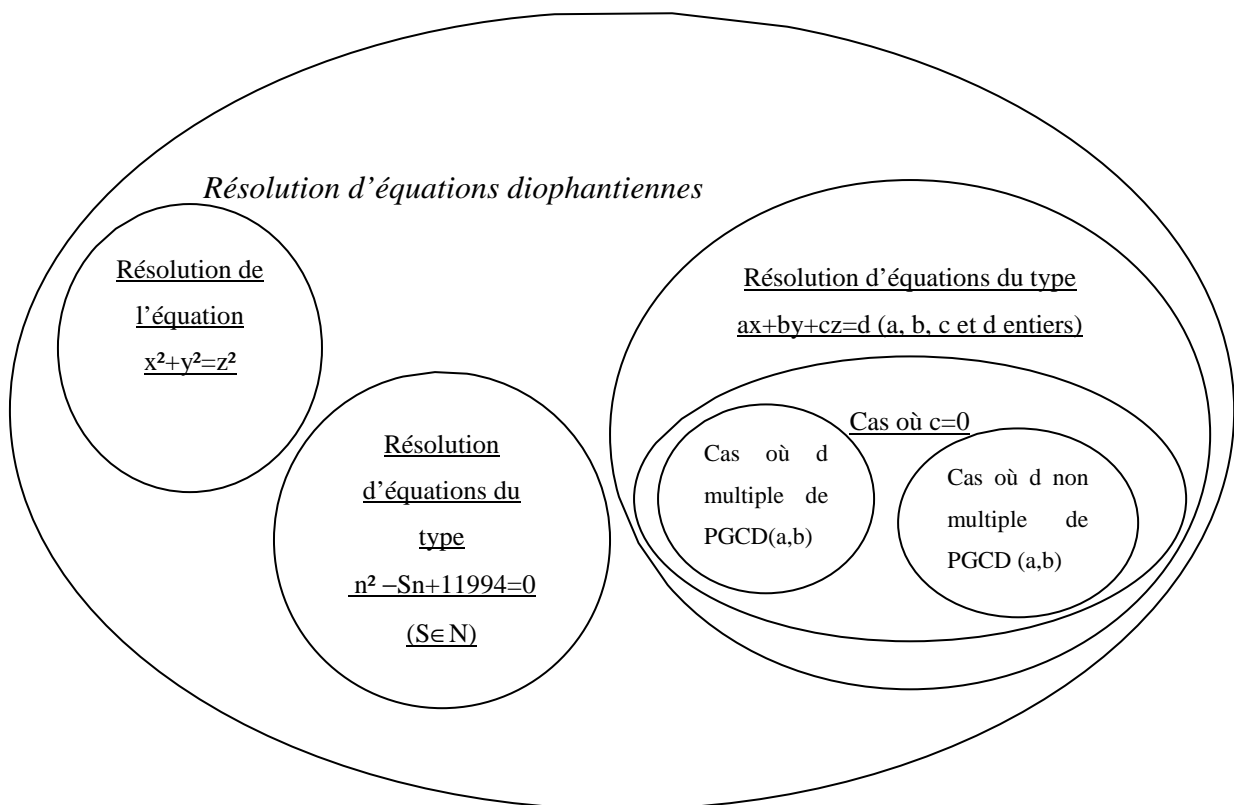 Résolution d’équations diophantiennes
Résolution de
l’équation
x²+y²=z²
Résolution
d’équations du
type
n² –Sn+11994=0
(S∈N)
Résolution d’équations du type
ax+by+cz=d (a, b, c et d entiers)
Cas où c=0
Cas où d
multiple de
PGCD(a,b)
Cas où d non
multiple de
PGCD (a,b)